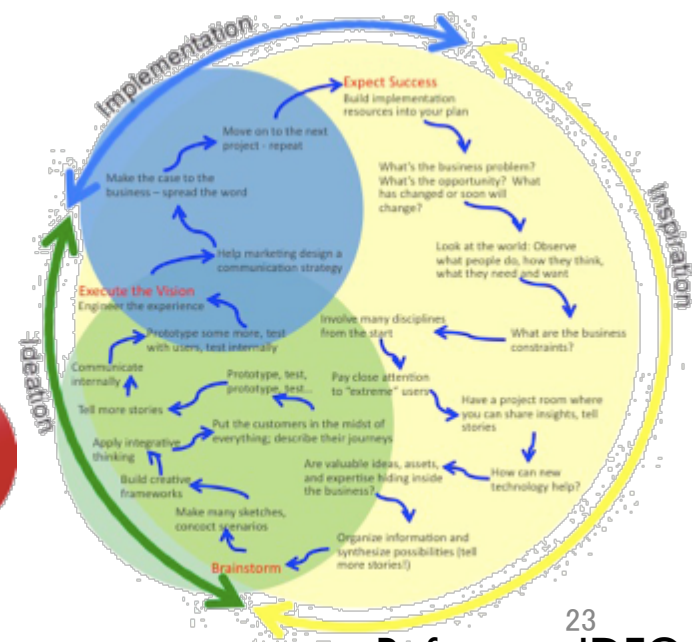 Implementation
Expect Success
Build implementation
resources into your plan
What's the business problem?
What's the opportunity? What
has changed or soon will
change?
Inspiration
Look at the world: Observe
what people do, how they think,
what they need and want
What are the business
constraints?
Involve many disciplines
from the start
Pay close attention
to "extreme" users
Have a project room where
you can share insights, tell
stories
How can new
technology help?
Are valuable ideas, assets,
and expertise hiding inside
the business?
Organize information and
synthesize possibilities (tell
more stories!)
Brainstorm
Make many sketches,
concoct scenarios
Build creative
frameworks
Apply integrative
thinking
Put the customers in the midst of
everything; describe their journeys
Prototype, test,
prototype, test...
Tell more stories
Communicate
internally
Ideation
Prototype some more, test
with users, test internally
Execute the Vision
Engineer the experience
Help marketing design a
communication strategy
Make the case to the
business – spread the word
Move on to the next
project - repeat
23